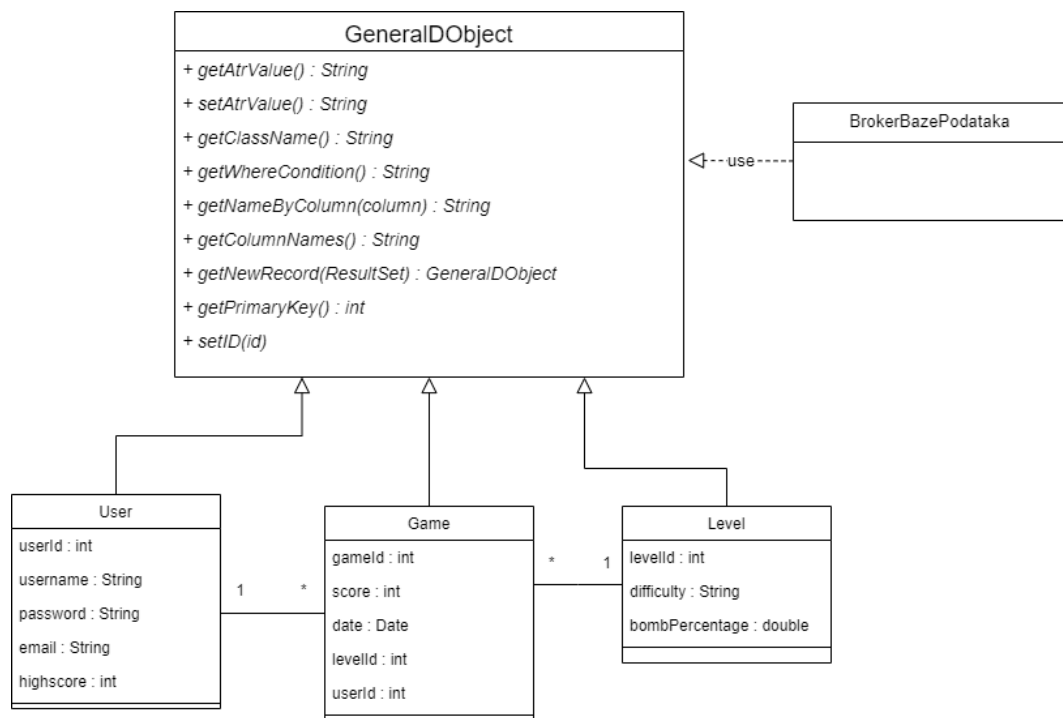 GeneralDObject
+ getAtrValue() : String
+ setAtrValue() : String
+ getClassName() : String
+ getWhereCondition() : String
+ getNameByColumn(column) : String
+ getColumnNames() : String
+ getNewRecord(ResultSet) : GeneralDObject
+ getPrimaryKey() : int
+ setID(id)
BrokerBazePodataka
use
User
userId : int
username : String
password : String
email : String
highscore : int
1
*
Game
gameId : int
score : int
date : Date
levelId : int
userId : int
*
1
Level
levelId : int
difficulty : String
bombPercentage : double